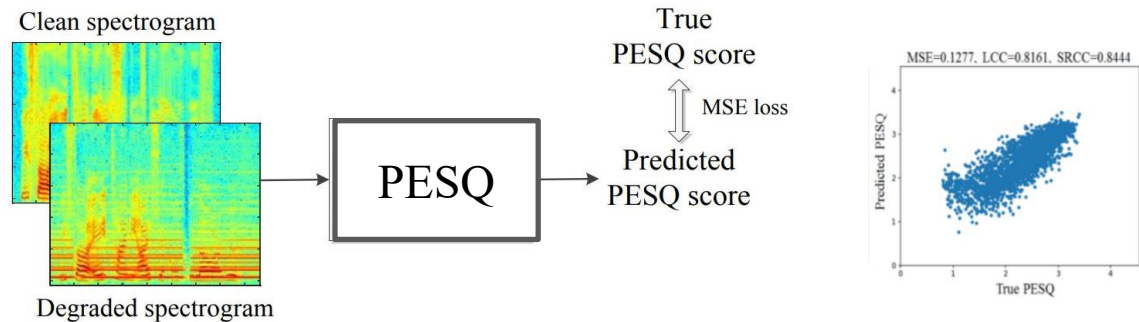 Clean spectrogram
Degraded spectrogram
PESQ
True
PESQ score
MSE loss
Predicted
PESQ score
MSE=0.1277, LCC=0.8161, SRCC=0.8444
Predicted PESQ
4
3
2
1
0
0 1 2 3 4
True PESQ